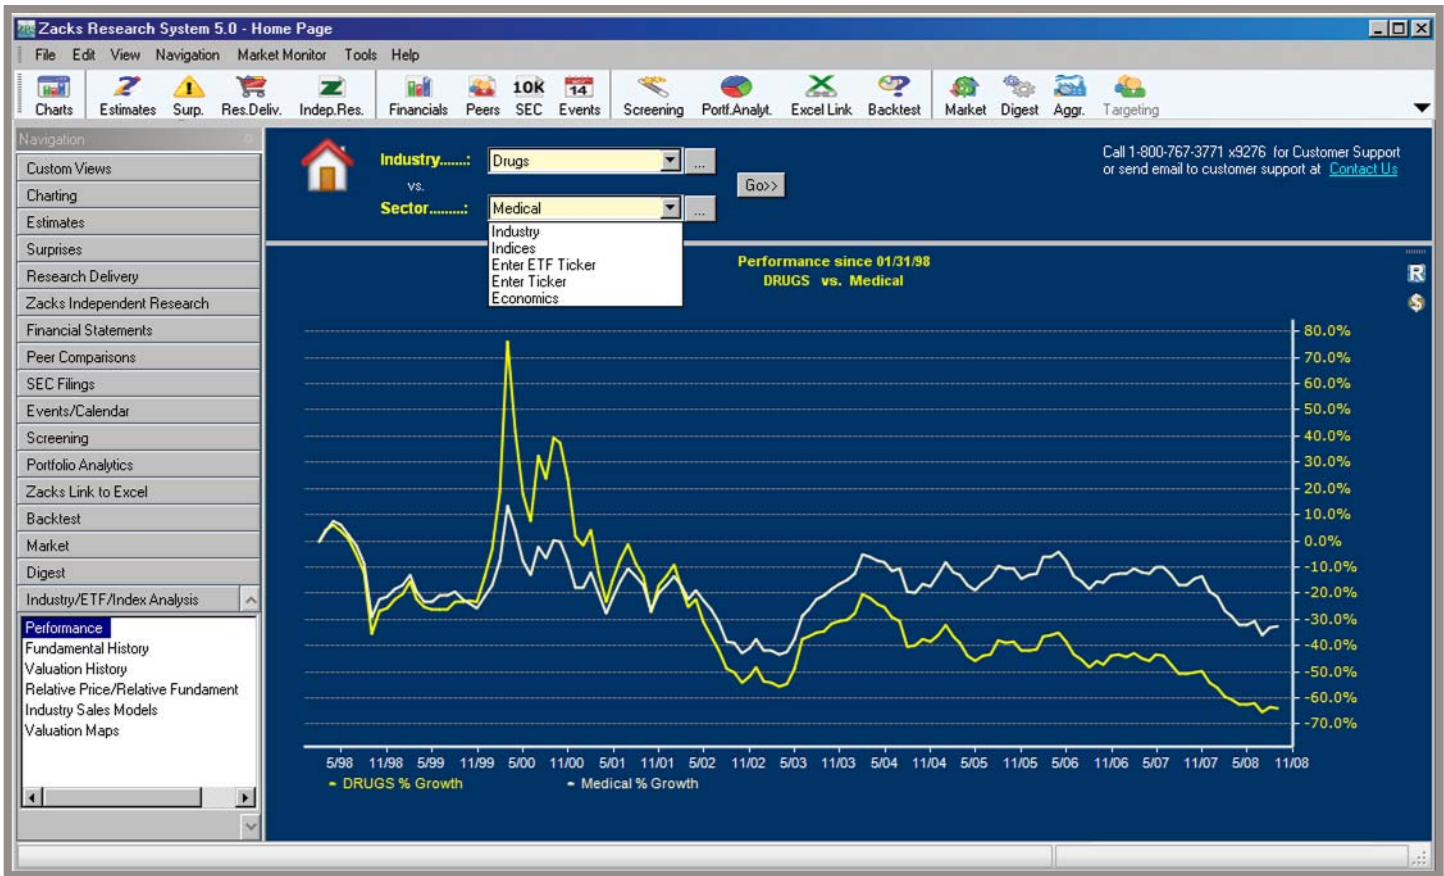 Zacks Research System 5.0 - Home Page
File Edit View Navigation Market Monitor Tools Help
Charts Estimates Surp. Res.Deliv. Indep.Res. Financials Peers 10K SEC 14 Events Screening Portf.Analyt. Excel Link Backtest Market Digest Aggr. Targeting
Navigation
Custom Views
Charting
Estimates
Surprises
Research Delivery
Zacks Independent Research
Financial Statements
Peer Comparisons
SEC Filings
Events/Calendar
Screening
Portfolio Analytics
Zacks Link to Excel
Backtest
Market
Digest
Industry/ETF/Index Analysis
Performance
Fundamental History
Valuation History
Relative Price/Relative Fundament
Industry Sales Models
Valuation Maps
Industry.......: Drugs ...
vs.
Go>>
Sector.........: Medical ...
Industry
Indices
Enter ETF Ticker
Enter Ticker
Economics
Call 1-800-767-3771 x9276 for Customer Support
or send email to customer support at Contact Us
Performance since 01/31/98
DRUGS vs. Medical
R
$
80.0%
70.0%
60.0%
50.0%
40.0%
30.0%
20.0%
10.0%
0.0%
-10.0%
-20.0%
-30.0%
-40.0%
-50.0%
-60.0%
-70.0%
5/98 11/98 5/99 11/99 5/00 11/00 5/01 11/01 5/02 11/02 5/03 11/03 5/04 11/04 5/05 11/05 5/06 11/06 5/07 11/07 5/08 11/08
DRUGS % Growth Medical % Growth